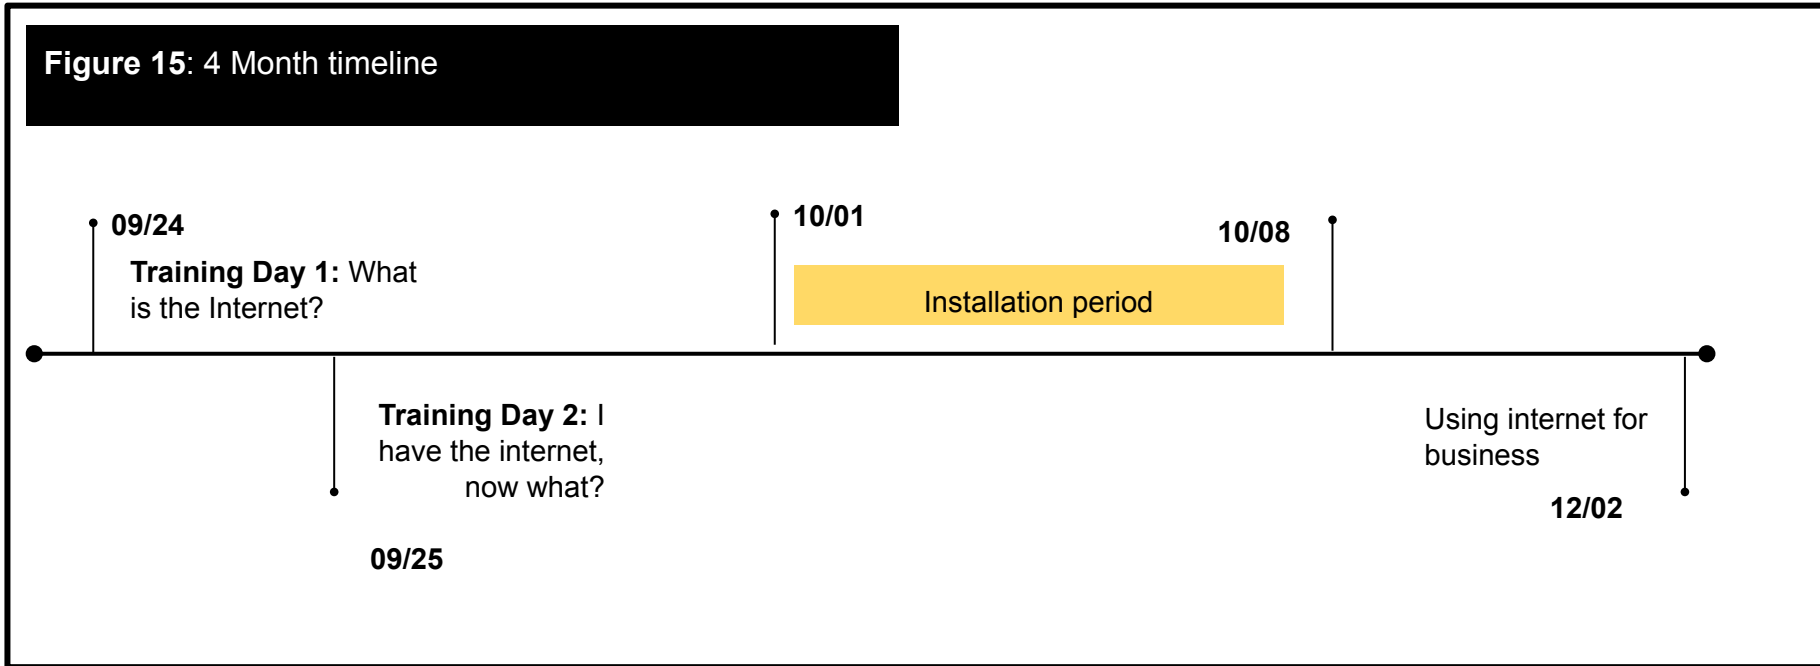 Figure 15: 4 Month timeline
09/24
Training Day 1: What
is the Internet?
10/01
10/08
Installation period
Training Day 2: I
have the internet,
now what?
09/25
Using internet for
business
12/02